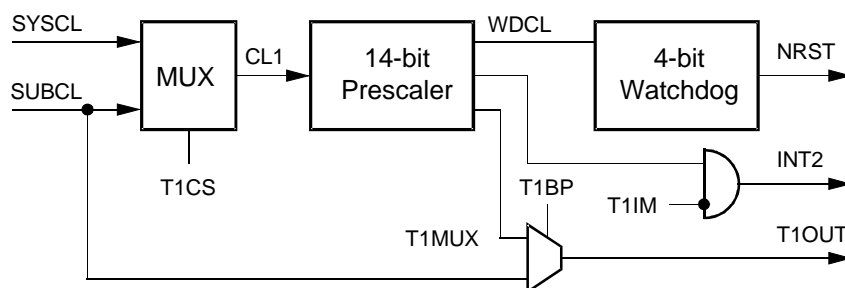 SYSCL
WDCL
NRST
CL1
14-bit
Prescaler
4-bit
Watchdog
MUX
SUBCL
INT2
T1CS
T1BP
T1IM
T1MUX
T1OUT